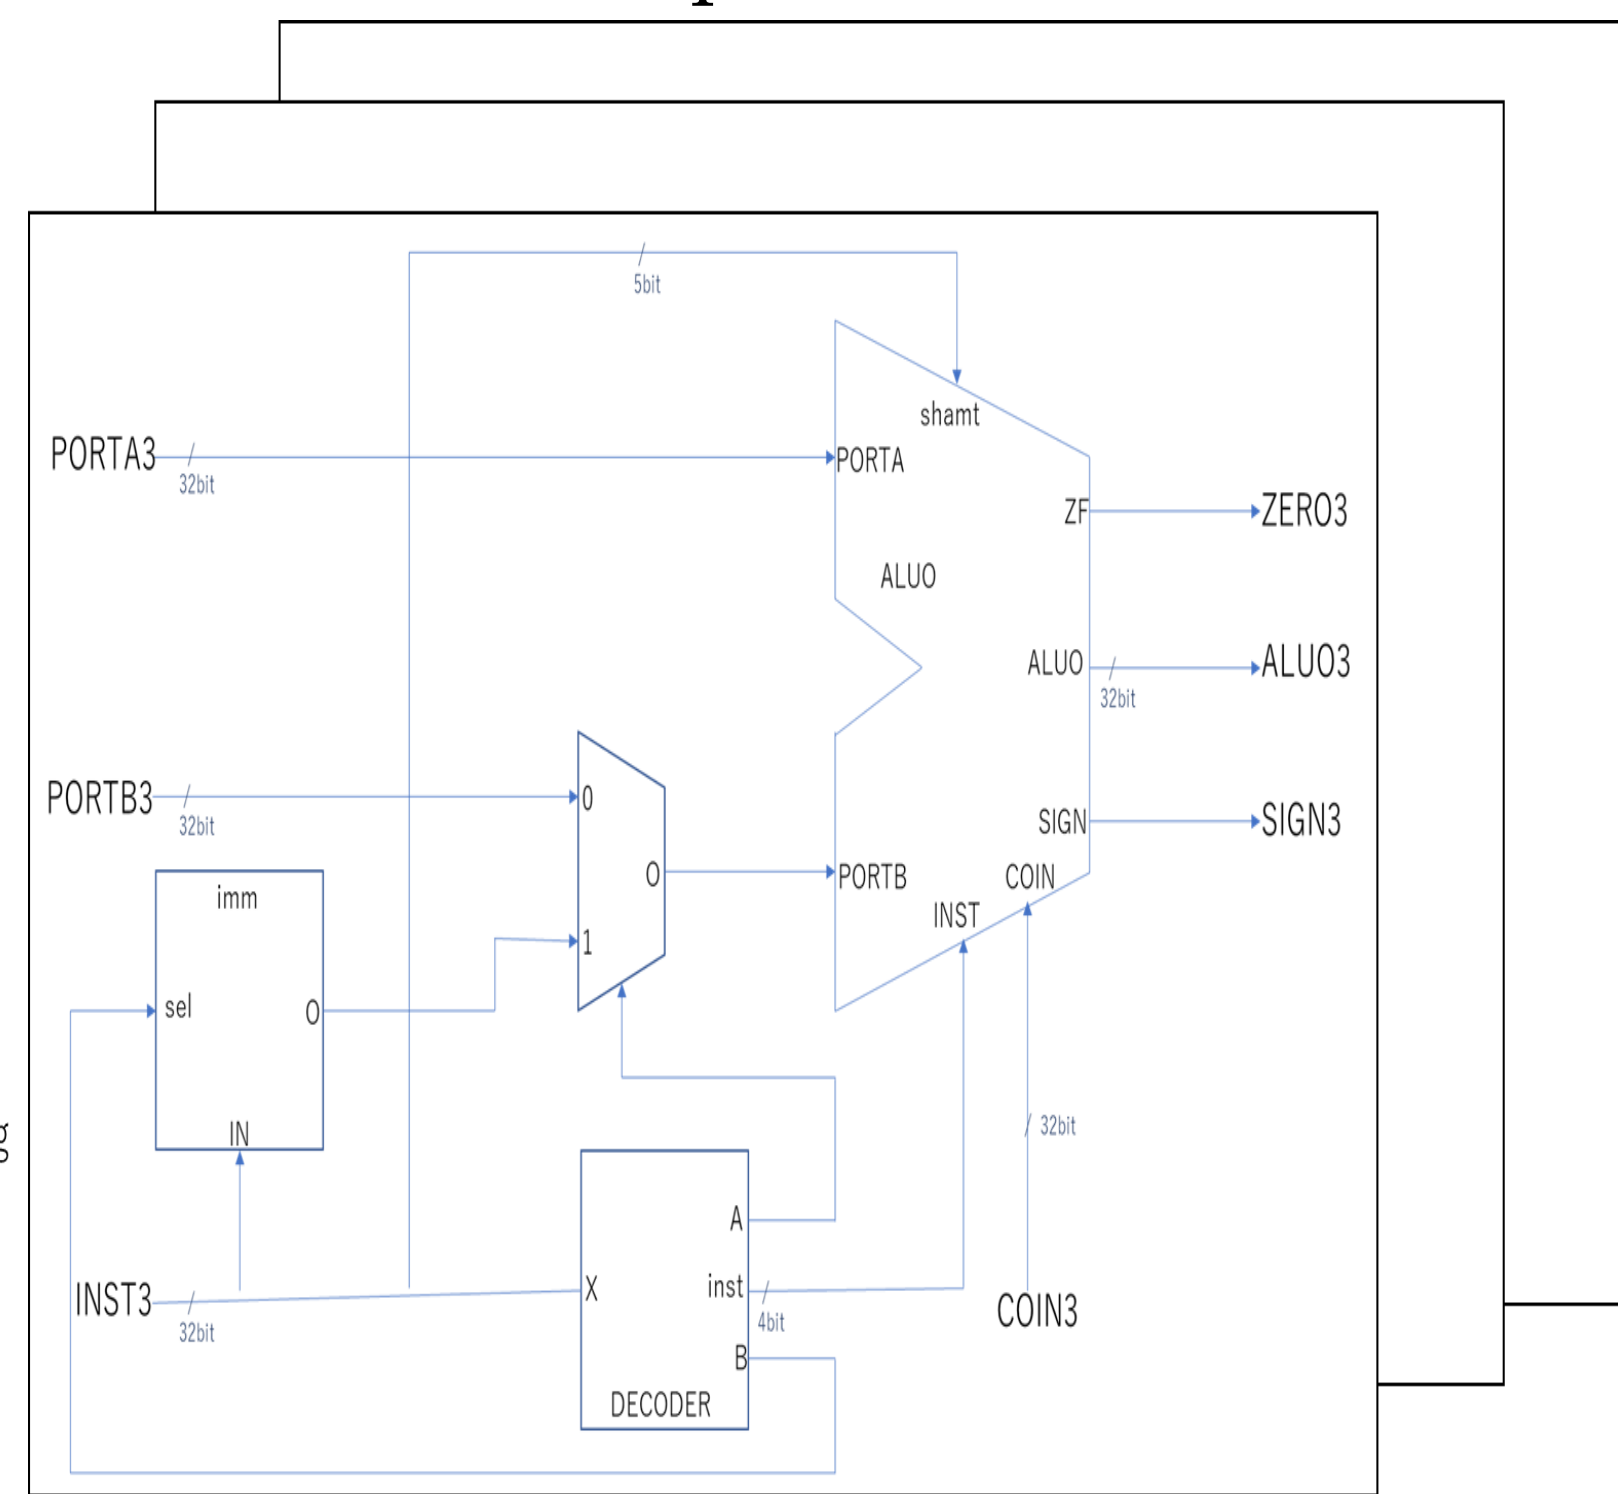 5bit
shamt
PORTA3
32bit
PORTA
ZF
ZERO3
ALUO
ALUO
32bit
ALUO3
PORTB3
32bit
0
O
1
PORTB
SIGN
SIGN3
COIN
INST
imm
sel
O
IN
32bit
A
X
inst
4bit
B
DECODER
INST3
32bit
COIN3